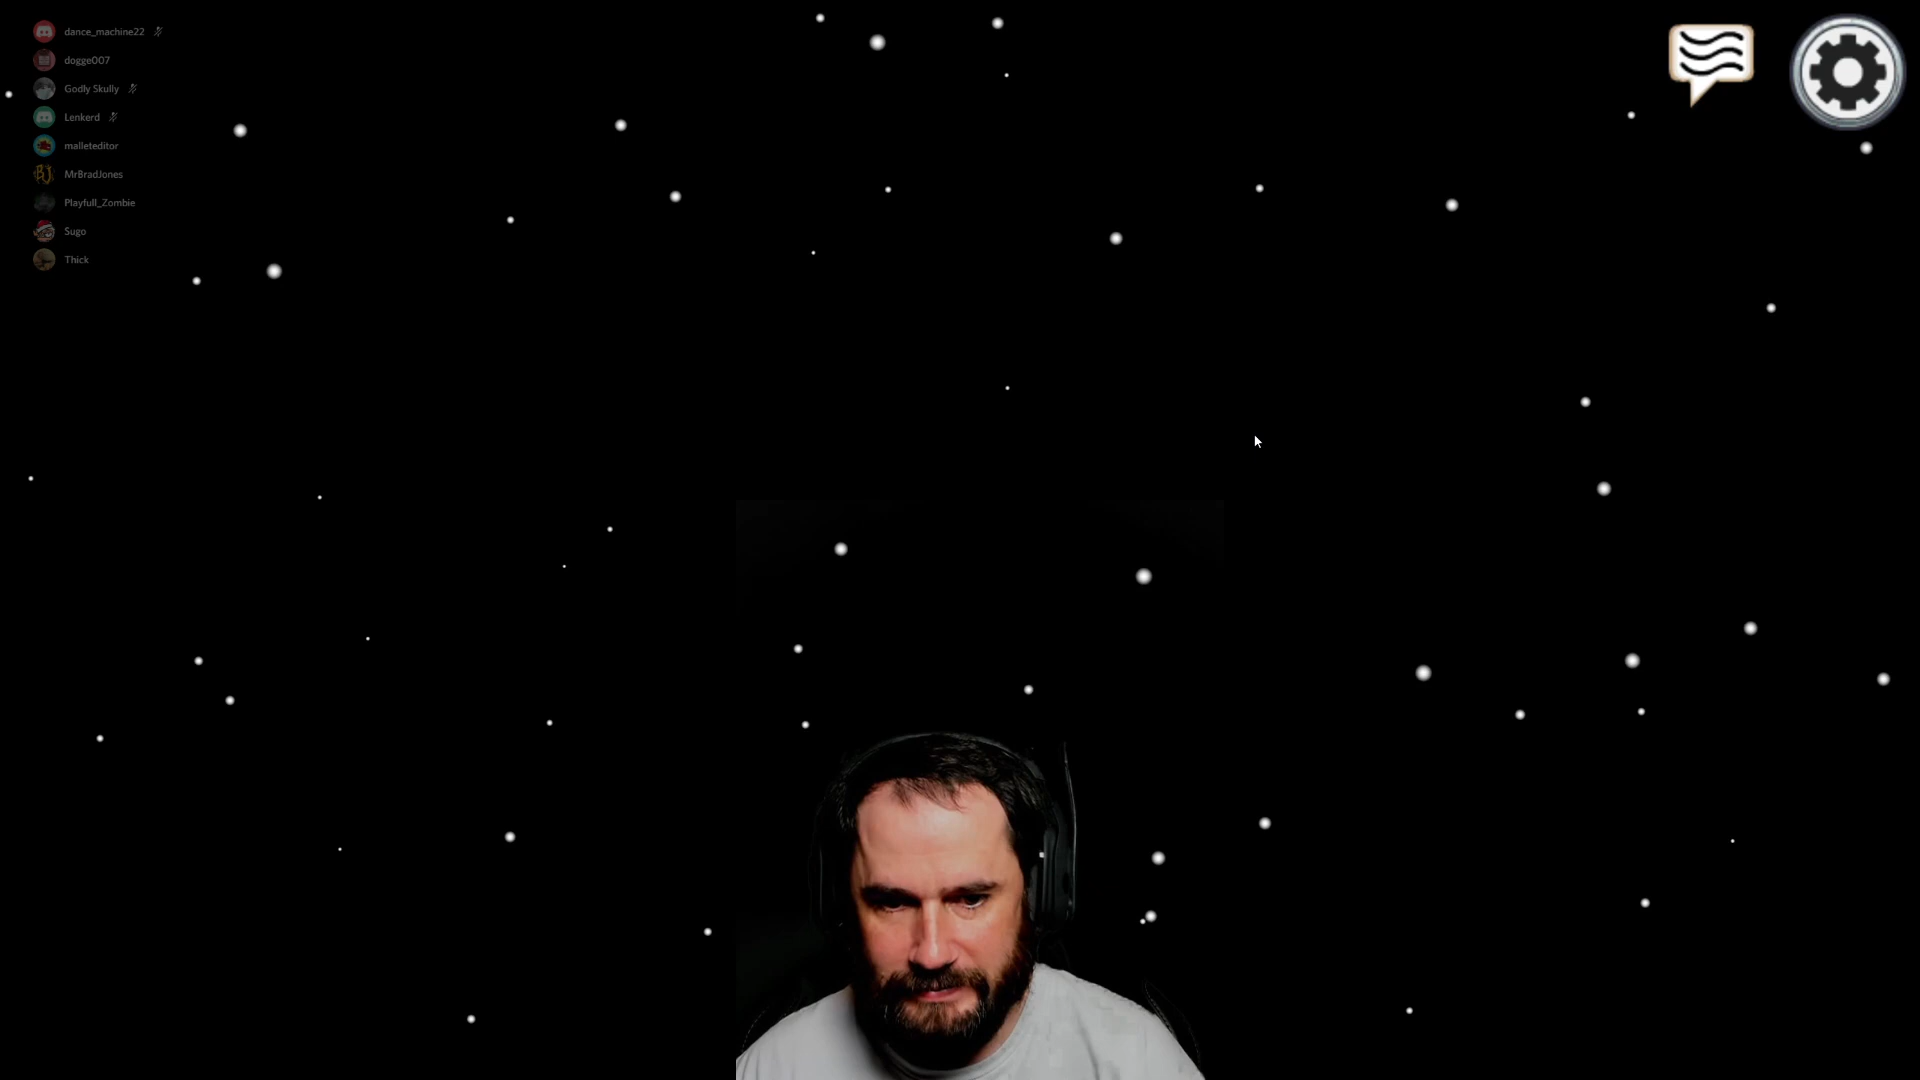 dance_machine22
dogge007
Godly Skully
Lenkerd
malleteditor
MrBradJones
Playfull_Zombie
Sugo
Thick